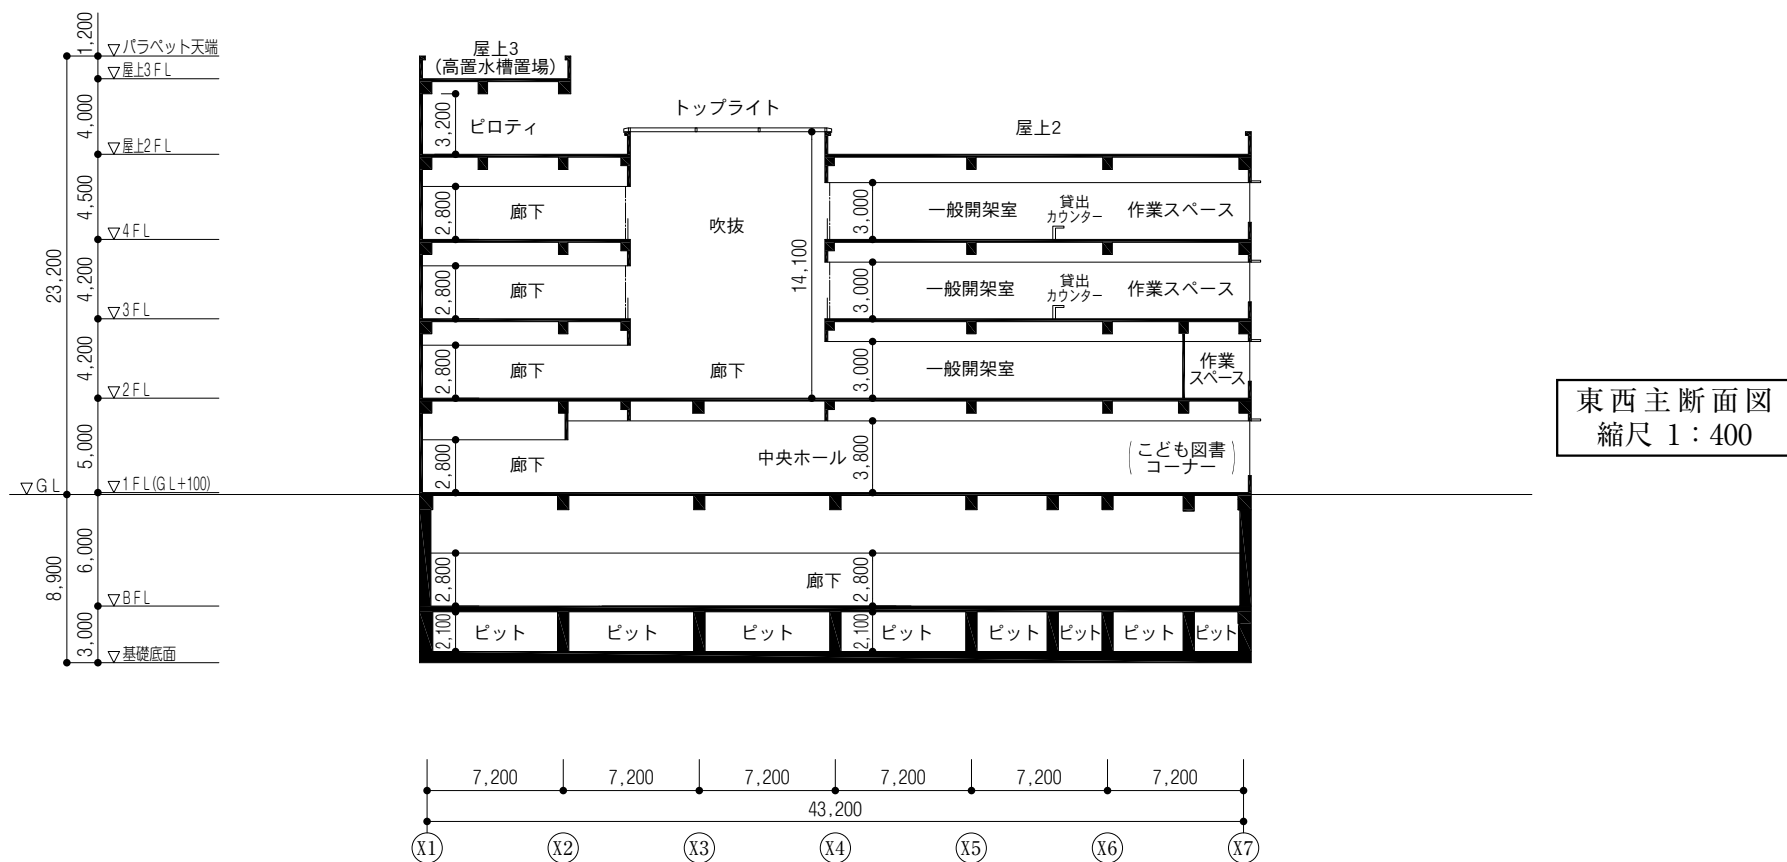 1,200
▽パラペット天端
▽屋上3FL
4,000
▽屋上2FL
4,500
▽4FL
4,200
▽3FL
4,200
▽2FL
5,000
▽1FL(GL+100)
▽GL
23,200
6,000
▽BFL
8,900
3,000
▽基礎底面
屋上3
(高置水槽置場)
3,200
ピロティ
トップライト
屋上2
2,800
廊下
吹抜
14,100
3,000
一般開架室
貸出
カウンター
作業スペース
2,800
廊下
3,000
一般開架室
貸出
カウンター
作業スペース
2,800
廊下
廊下
3,000
一般開架室
作業
スペース
2,800
廊下
中央ホール
3,800
(こども図書
コーナー)
2,800
廊下
2,800
2,100
ピット
ピット
ピット
2,100
ピット
ピット
ピット
ピット
ピット
東西主断面図
縮尺 1:400
7,200
7,200
7,200
7,200
7,200
7,200
43,200
X1
X2
X3
X4
X5
X6
X7